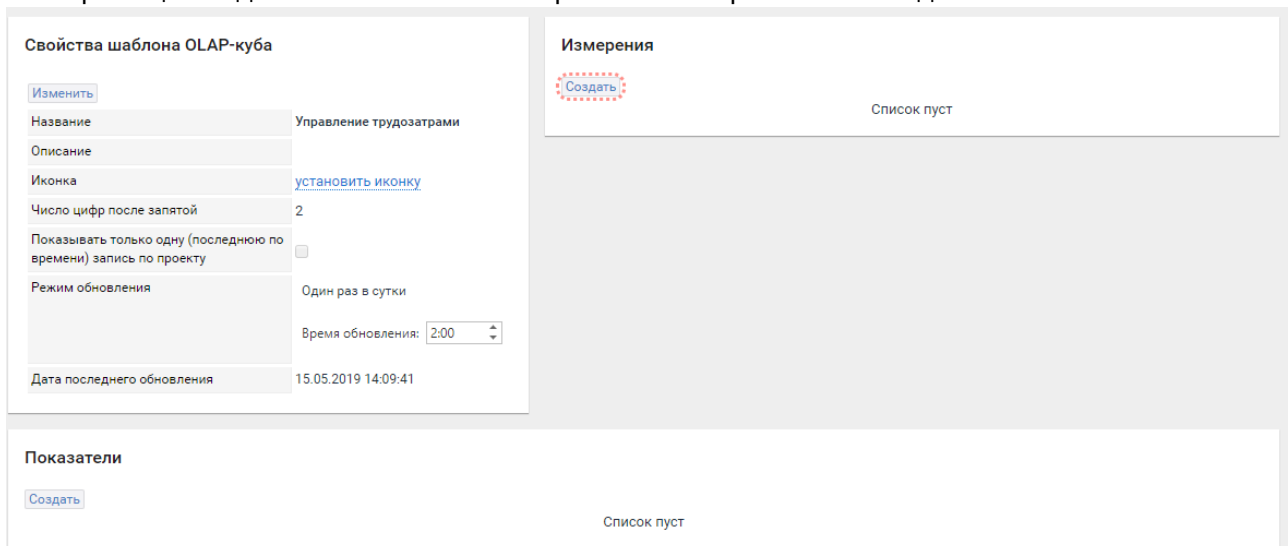 Свойства шаблона OLAP-куба
Изменить
Название Управление трудозатрами
Описание
Иконка установить иконку
Число цифр после запятой 2
Показывать только одну (последнюю по
времени) запись по проекту
Режим обновления Один раз в сутки
Время обновления: 2:00
Дата последнего обновления 15.05.2019 14:09:41
Измерения
Создать
Список пуст
Показатели
Создать
Список пуст